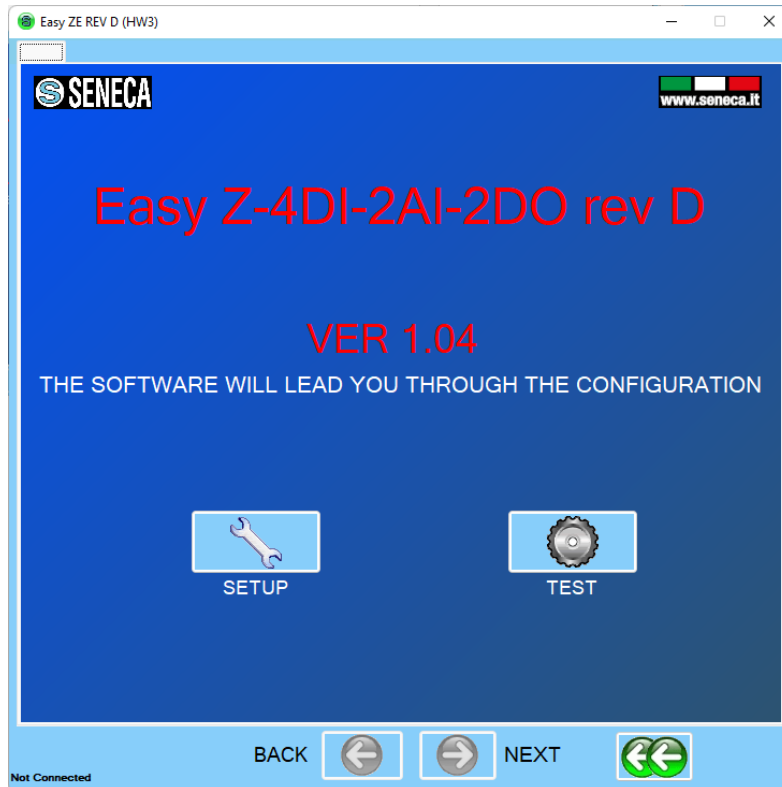 Easy ZE REV D (HW3)
SENECA
www.seneca.it
Easy Z-4DI-2AI-2DO rev D
VER 1.04
THE SOFTWARE WILL LEAD YOU THROUGH THE CONFIGURATION
SETUP
TEST
BACK
NEXT
Not Connected